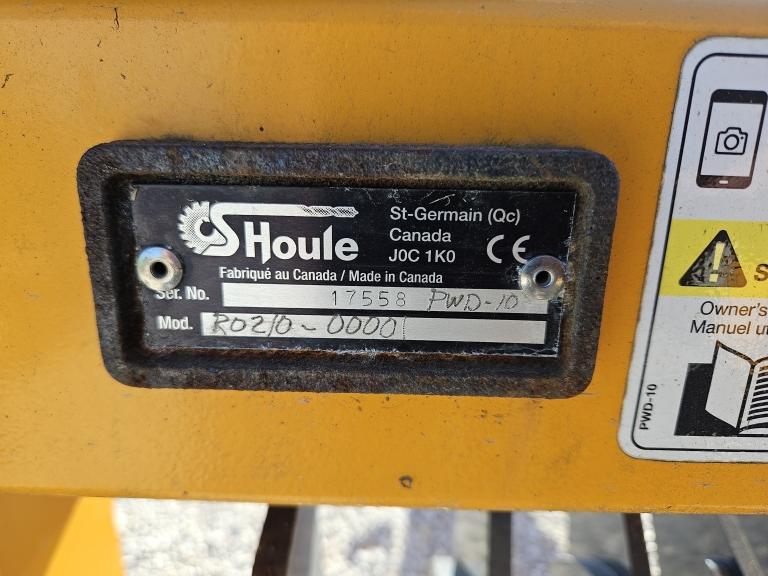 S Houle
St-Germain (Qc)
Canada
J0C 1K0
CE
Fabriqué au Canada / Made in Canada
Ser. No. 17558 PWD-10
Mod. R0210-00001
Owner's
Manuel
PWD-10